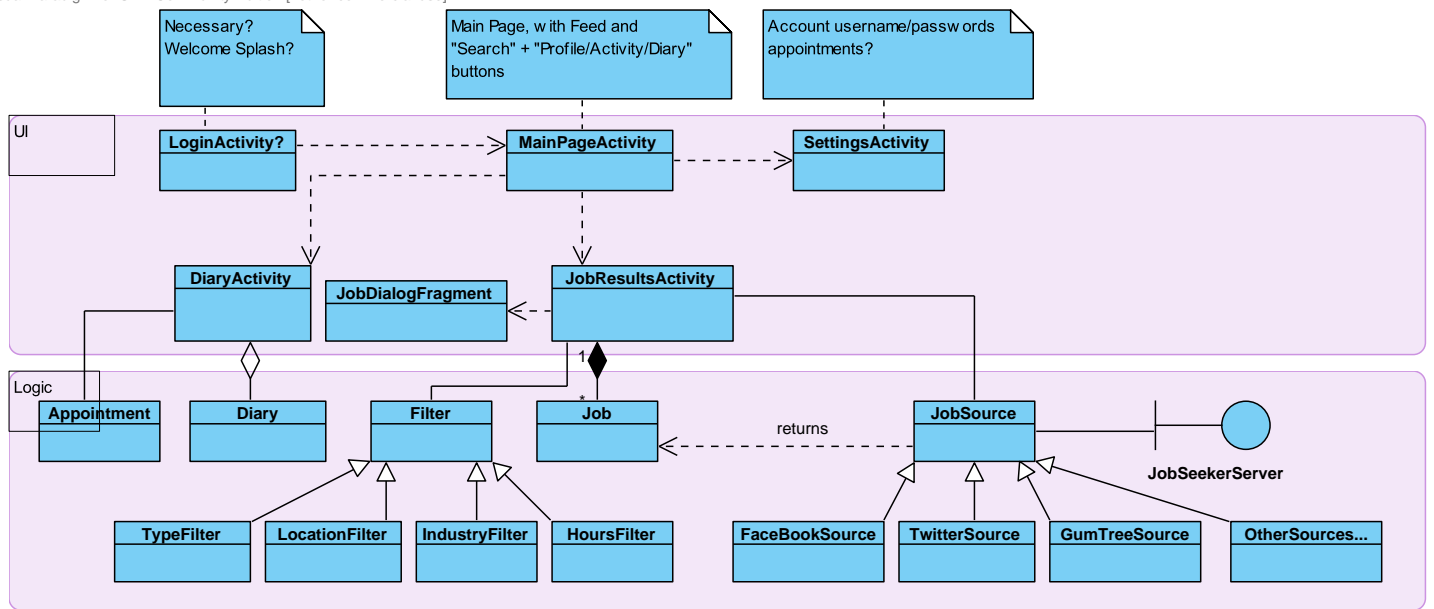 Necessary?
Welcome Splash?
Main Page, with Feed and
"Search" + "Profile/Activity/Diary"
buttons
Account username/passwords
appointments?
UI
LoginActivity?
MainPageActivity
SettingsActivity
DiaryActivity
JobDialogFragment
JobResultsActivity
1
*
Logic
Appointment
Diary
Filter
Job
returns
JobSource
JobSeekerServer
TypeFilter
LocationFilter
IndustryFilter
HoursFilter
FaceBookSource
TwitterSource
GumTreeSource
OtherSources...